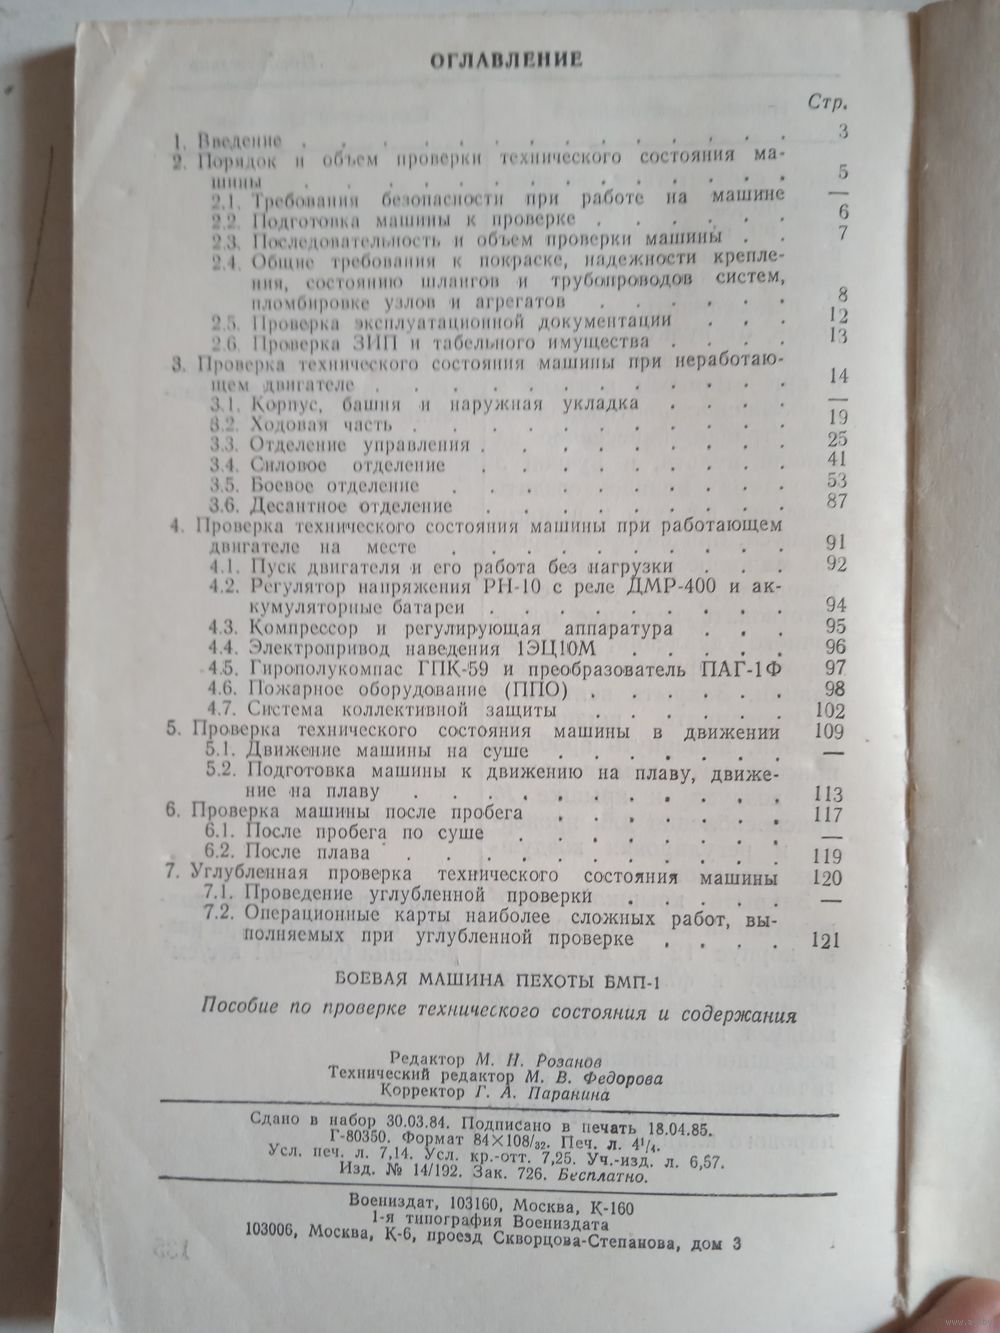 ОГЛАВЛЕНИЕ
Стр.
1. Введение . . . . . . . . . . . . . 3
2. Порядок и объем проверки технического состояния ма-
шины . . . . . . . . . . . . . 5
2.1. Требования безопасности при работе на машине —
2.2. Подготовка машины к проверке . . . . . . 6
2.3. Последовательность и объем проверки машины . . 7
2.4. Общие требования к покраске, надежности крепле-
ния, состоянию шлангов и трубопроводов систем,
пломбировке узлов и агрегатов . . . . . . 8
2.5. Проверка эксплуатационной документации . . . 12
2.6. Проверка ЗИП и табельного имущества . . . . 13
3. Проверка технического состояния машины при неработаю-
щем двигателе . . . . . . . . . . . 14
3.1. Корпус, башня и наружная укладка . . . . —
3.2. Ходовая часть . . . . . . . . . . 19
3.3. Отделение управления . . . . . . . . 25
3.4. Силовое отделение . . . . . . . . 41
3.5. Боевое отделение . . . . . . . . . 53
3.6. Десантное отделение . . . . . . . . 87
4. Проверка технического состояния машины при работающем
двигателе на месте . . . . . . . . . 91
4.1. Пуск двигателя и его работа без нагрузки . . . 92
4.2. Регулятор напряжения РН-10 с реле ДМР-400 и ак-
кумуляторные батареи . . . . . . . . 94
4.3. Компрессор и регулирующая аппаратура . . . 95
4.4. Электропривод наведения 1ЭЦ10М . . . . . 96
4.5. Гирополукомпас ГПК-59 и преобразователь ПАГ-1Ф 97
4.6. Пожарное оборудование (ППО) . . . . . . 98
4.7. Система коллективной защиты . . . . . . 102
5. Проверка технического состояния машины в движении 109
5.1. Движение машины на суше . . . . . . . —
5.2. Подготовка машины к движению на плаву, движе-
ние на плаву . . . . . . . . . . 113
6. Проверка машины после пробега . . . . . . . 117
6.1. После пробега по суше . . . . . . . . —
6.2. После плава . . . . . . . . . . 119
7. Углубленная проверка технического состояния машины 120
7.1. Проведение углубленной проверки . . . . . —
7.2. Операционные карты наиболее сложных работ, вы-
полняемых при углубленной проверке . . . . 121
БОЕВАЯ МАШИНА ПЕХОТЫ БМП-1
Пособие по проверке технического состояния и содержания
Редактор М. Н. Розанов
Технический редактор М. В. Федорова
Корректор Г. А. Паранина
Сдано в набор 30.03.84. Подписано в печать 18.04.85.
Г-80350. Формат 84×108/32. Печ. л. 4¼.
Усл. печ. л. 7,14. Усл. кр.-отт. 7,25. Уч.-изд. л. 6,57.
Изд. № 14/192. Зак. 726. Бесплатно.
Воениздат, 103160, Москва, К-160
1-я типография Воениздата
103006, Москва, К-6, проезд Скворцова-Степанова, дом 3